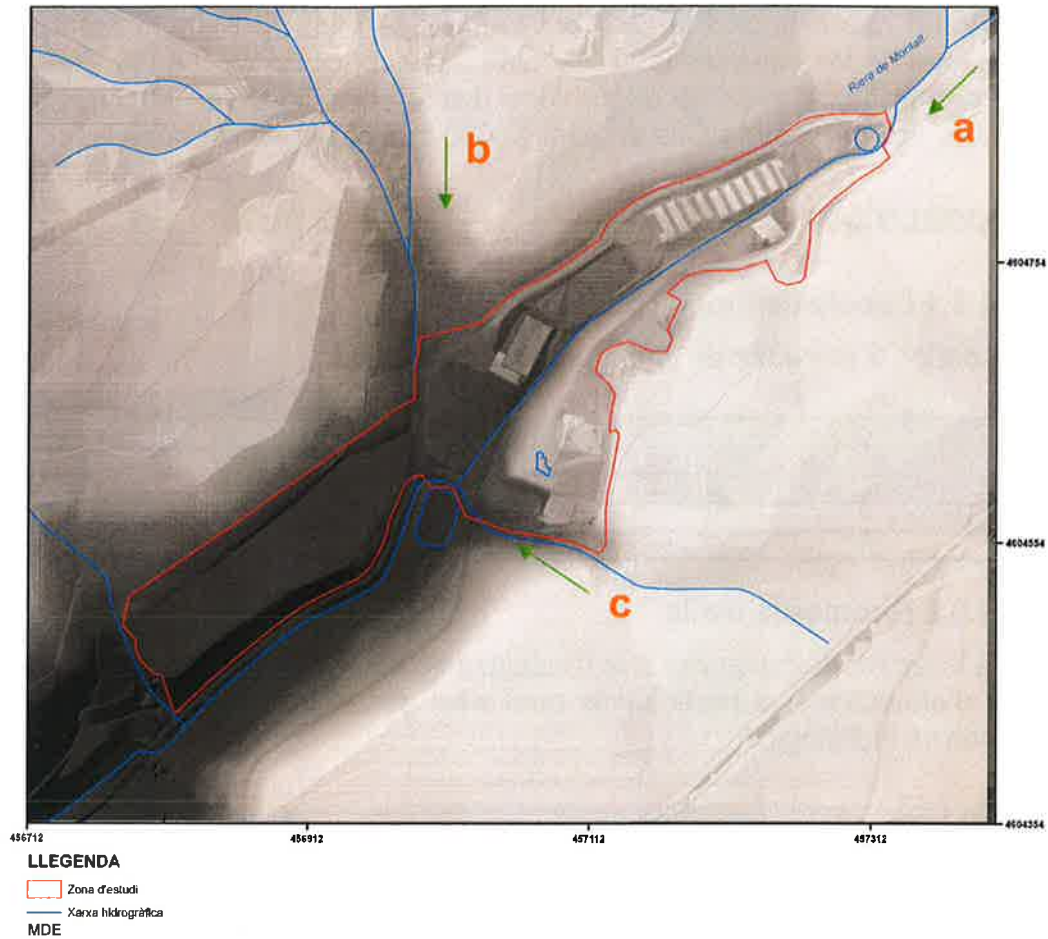 Riera de Montalt
a
b
4604754
4604554
c
4604354
456712
456912
457112
457312
LLEGENDA
Zona d'estudi
Xarxa hidrogràfica
MDE